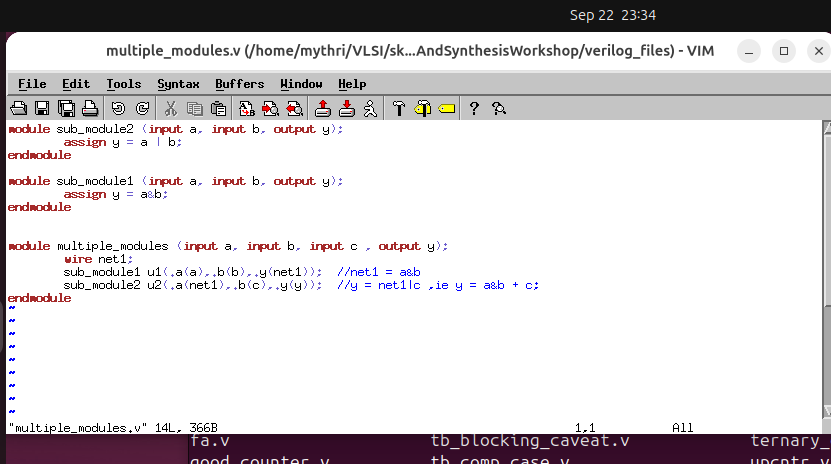 Sep 22 23:34
multiple_modules.v (/home/mythri/VLSI/sk...AndSynthesisWorkshop/verilog_files) - VIM
File Edit Tools Syntax Buffers Window Help
module sub_module2 (input a, input b, output y);
assign y = a | b;
endmodule
module sub_module1 (input a, input b, output y);
assign y = a&b;
endmodule
module multiple_modules (input a, input b, input c , output y);
wire net1;
sub_module1 u1(.a(a),.b(b),.y(net1)); //net1 = a&b
sub_module2 u2(.a(net1),.b(c),.y(y)); //y = net1|c ,ie y = a&b + c;
endmodule
~
~
~
~
~
~
~
~
~
"multiple_modules.v" 14L, 366B 1,1 All
fa.v tb_blocking_caveat.v ternary_
good_counter.v tb_comp_case.v upcntr.v